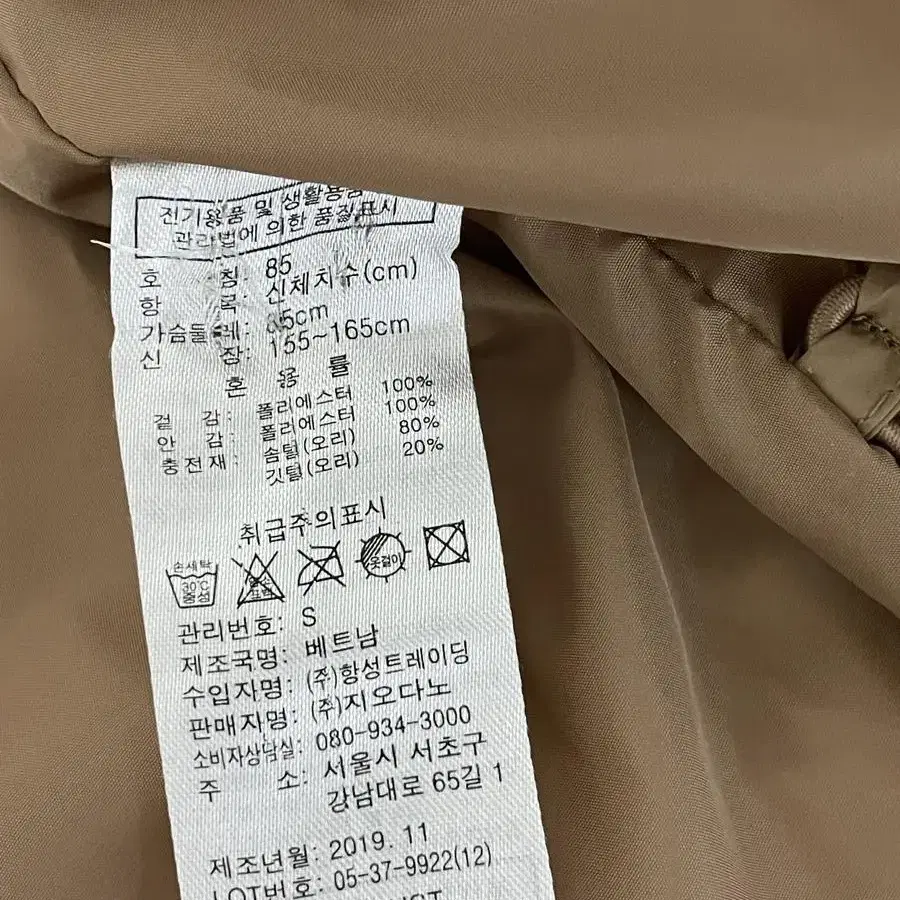 전기용품 및 생활용품
관리법에 의한 품질표시
호 칭: 85
항 목: 신체치수(cm)
가슴둘레: 85cm
신 장: 155~165cm
혼 용 률
겉 감: 폴리에스터 100%
안 감: 폴리에스터 100%
충전재: 솜털(오리) 80%
깃털(오리) 20%
취급주의표시
손세탁
30℃
중성
옷걸이
관리번호: S
제조국명: 베트남
수입자명: (주)항성트레이딩
판매자명: (주)지오다노
소비자상담실: 080-934-3000
주 소: 서울시 서초구
강남대로 65길 1
제조년월: 2019. 11
LOT번호: 05-37-9922(12)